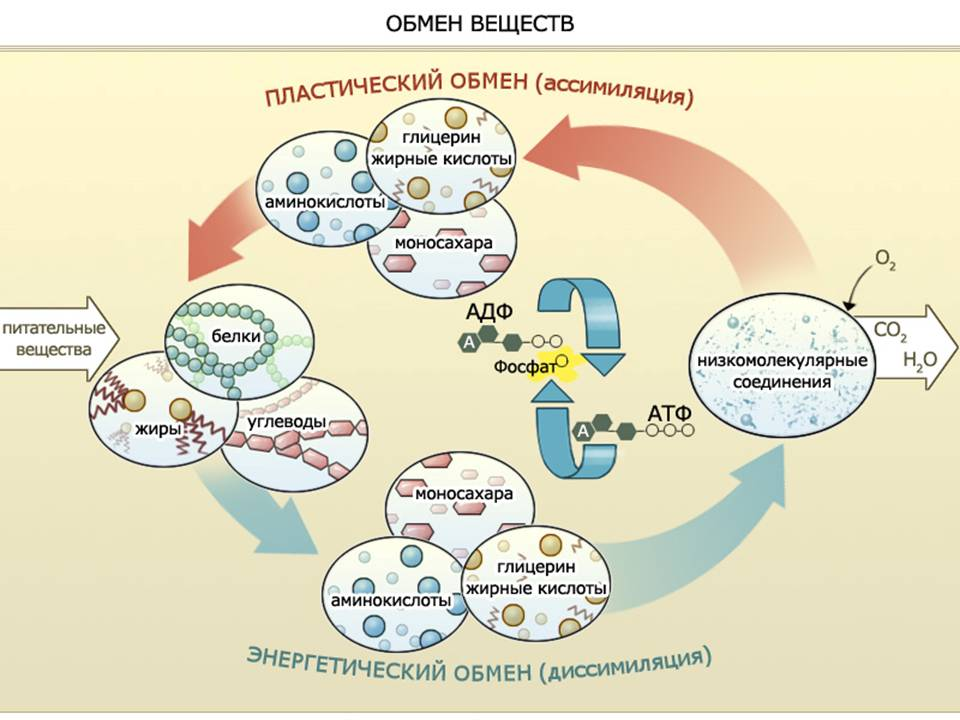 ОБМЕН ВЕЩЕСТВ
ПЛАСТИЧЕСКИЙ ОБМЕН (ассимиляция)
глицерин
жирные кислоты
аминокислоты
моносахара
O₂
питательные
вещества
белки
жиры
углеводы
АДФ
А
Фосфат
АТФ
А
низкомолекулярные
соединения
CO₂
H₂O
моносахара
глицерин
жирные кислоты
аминокислоты
ЭНЕРГЕТИЧЕСКИЙ ОБМЕН (диссимиляция)